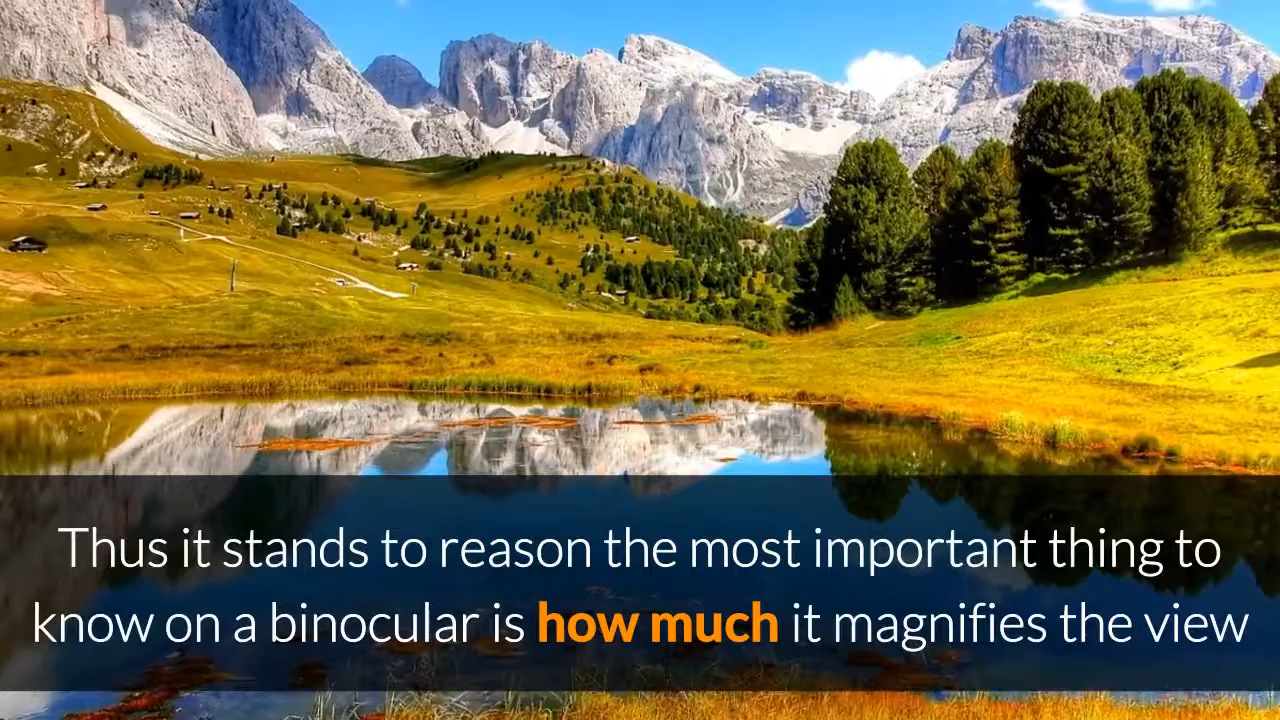 Thus it stands to reason the most important thing to
know on a binocular is how much it magnifies the view